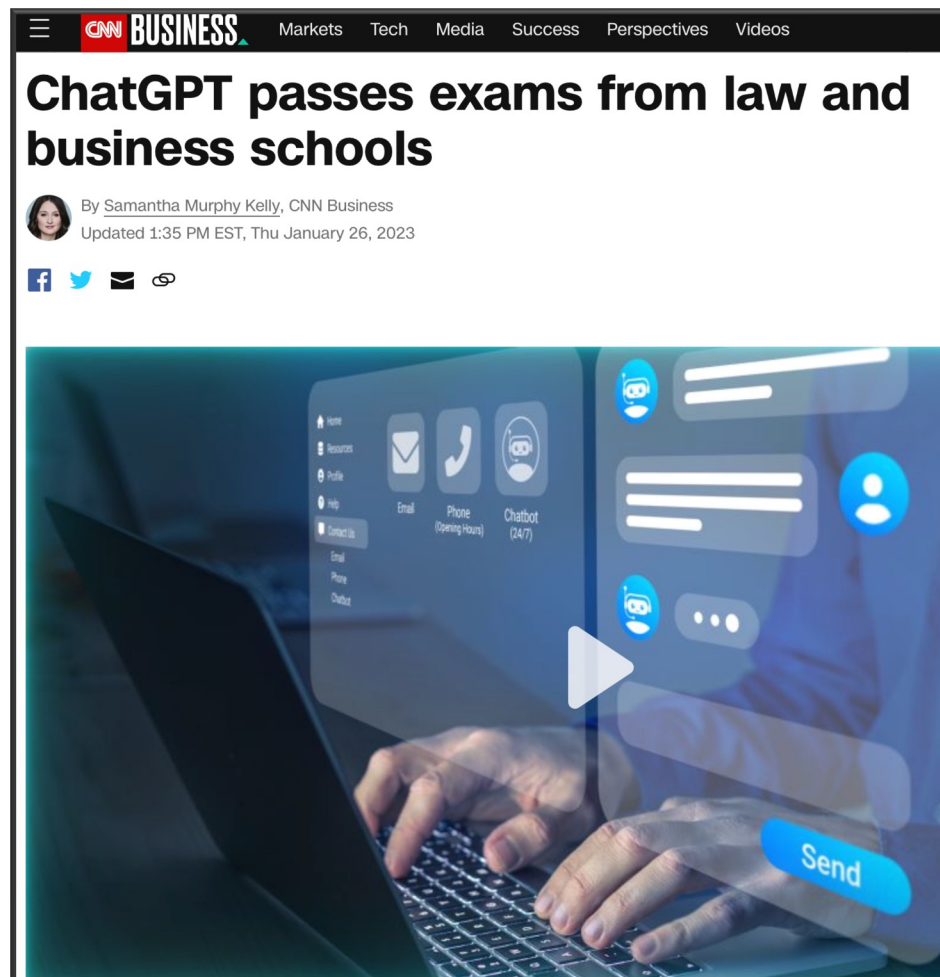 CNN BUSINESS Markets Tech Media Success Perspectives Videos
ChatGPT passes exams from law and
business schools
By Samantha Murphy Kelly, CNN Business
Updated 1:35 PM EST, Thu January 26, 2023
Home
Resources
Profile
Help
Contact Us
Email
Phone
Chatbot
Email
Phone
(Opening Hours)
Chatbot
(24/7)
Send